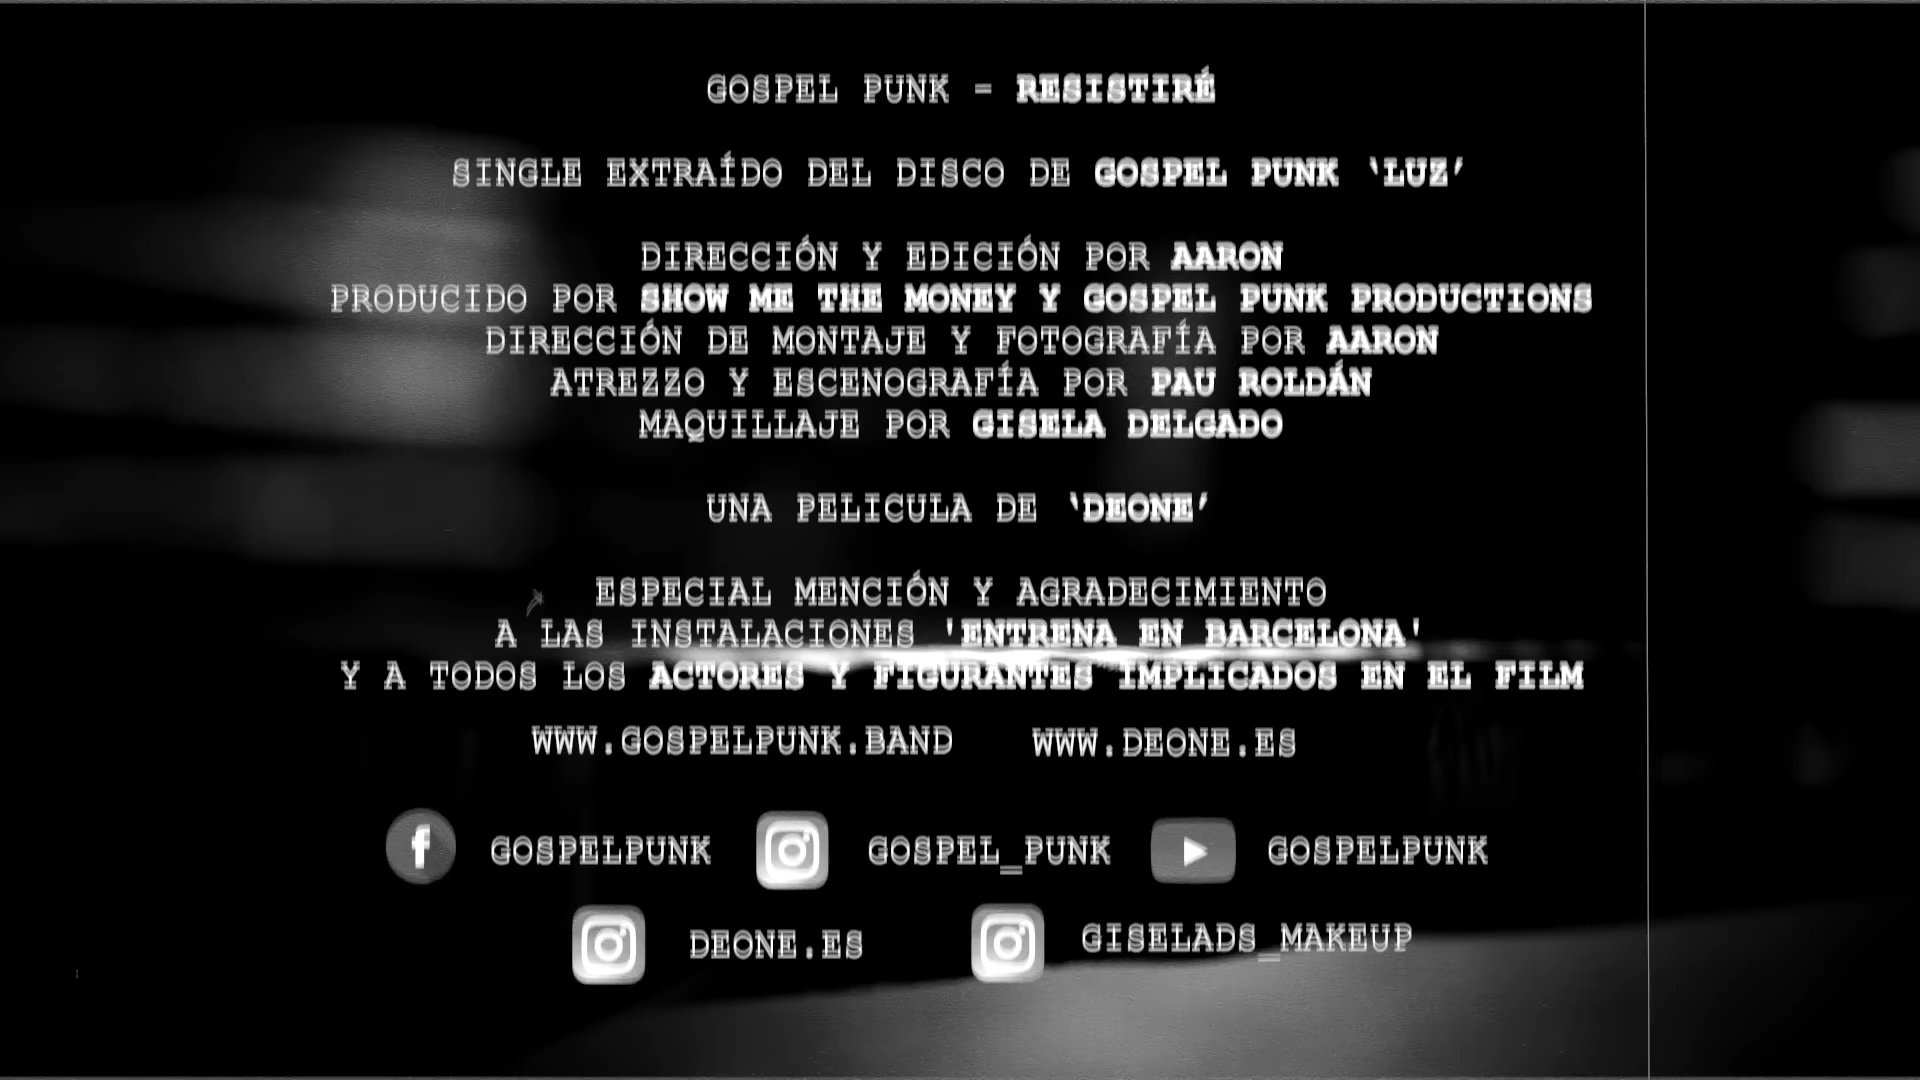 GOSPEL PUNK = RESISTIRÉ
SINGLE EXTRAÍDO DEL DISCO DE GOSPEL PUNK 'LUZ'
DIRECCIÓN Y EDICIÓN POR AARON
PRODUCIDO POR SHOW ME THE MONEY Y GOSPEL PUNK PRODUCTIONS
DIRECCIÓN DE MONTAJE Y FOTOGRAFÍA POR AARON
ATREZZO Y ESCENOGRAFÍA POR PAU ROLDÁN
MAQUILLAJE POR GISELA DELGADO
UNA PELICULA DE 'DEONE'
ESPECIAL MENCIÓN Y AGRADECIMIENTO
A LAS INSTALACIONES 'ENTRENA EN BARCELONA'
Y A TODOS LOS ACTORES Y FIGURANTES IMPLICADOS EN EL FILM
WWW.GOSPELPUNK.BAND WWW.DEONE.ES
f GOSPELPUNK GOSPEL_PUNK GOSPELPUNK
DEONE.ES GISELADS_MAKEUP